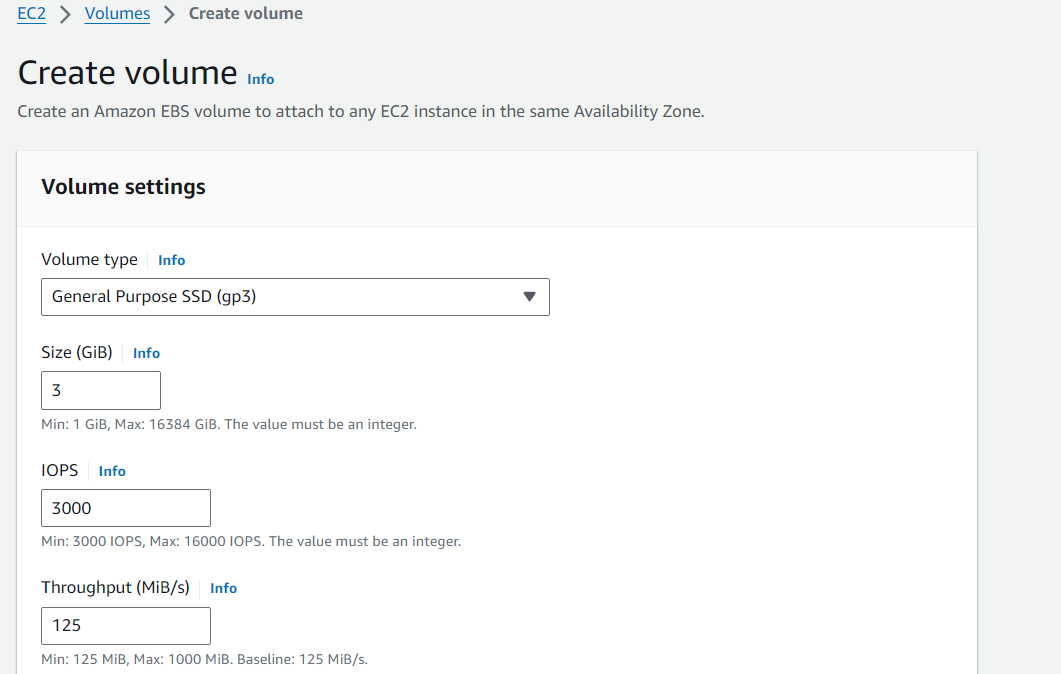 EC2 > Volumes > Create volume
Create volume Info
Create an Amazon EBS volume to attach to any EC2 instance in the same Availability Zone.
Volume settings
Volume type Info
General Purpose SSD (gp3)
Size (GiB) Info
3
Min: 1 GiB, Max: 16384 GiB. The value must be an integer.
IOPS Info
3000
Min: 3000 IOPS, Max: 16000 IOPS. The value must be an integer.
Throughput (MiB/s) Info
125
Min: 125 MiB, Max: 1000 MiB. Baseline: 125 MiB/s.